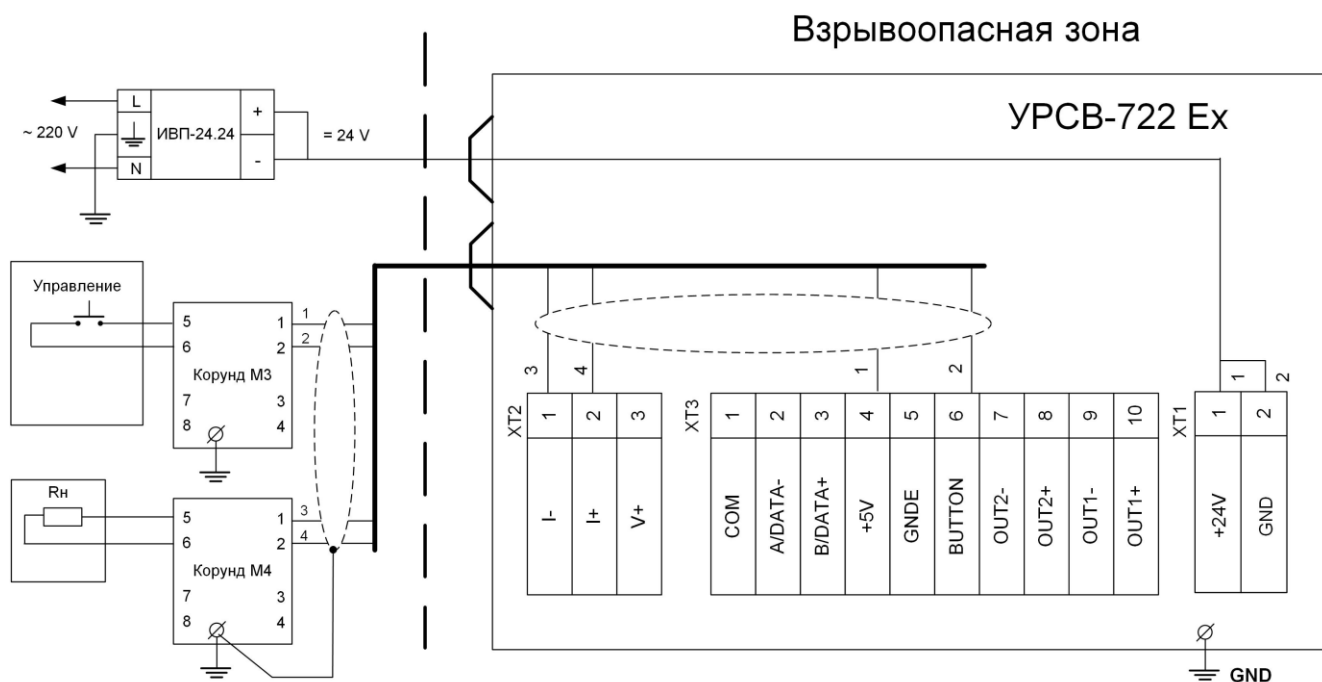 Взрывоопасная зона
УРСВ-722 Ex
L
+
~ 220 V
ИВП-24.24
= 24 V
N
-
Управление
5
1
1
6
2
2
Корунд М3
7
3
8
4
Rн
5
1
3
6
2
4
Корунд М4
7
3
8
4
3
4
1
2
1
2
XT2
1
2
3
I-
I+
V+
XT3
1
2
3
4
5
6
7
8
9
10
COM
A/DATA-
B/DATA+
+5V
GNDE
BUTTON
OUT2-
OUT2+
OUT1-
OUT1+
XT1
1
2
+24V
GND
GND